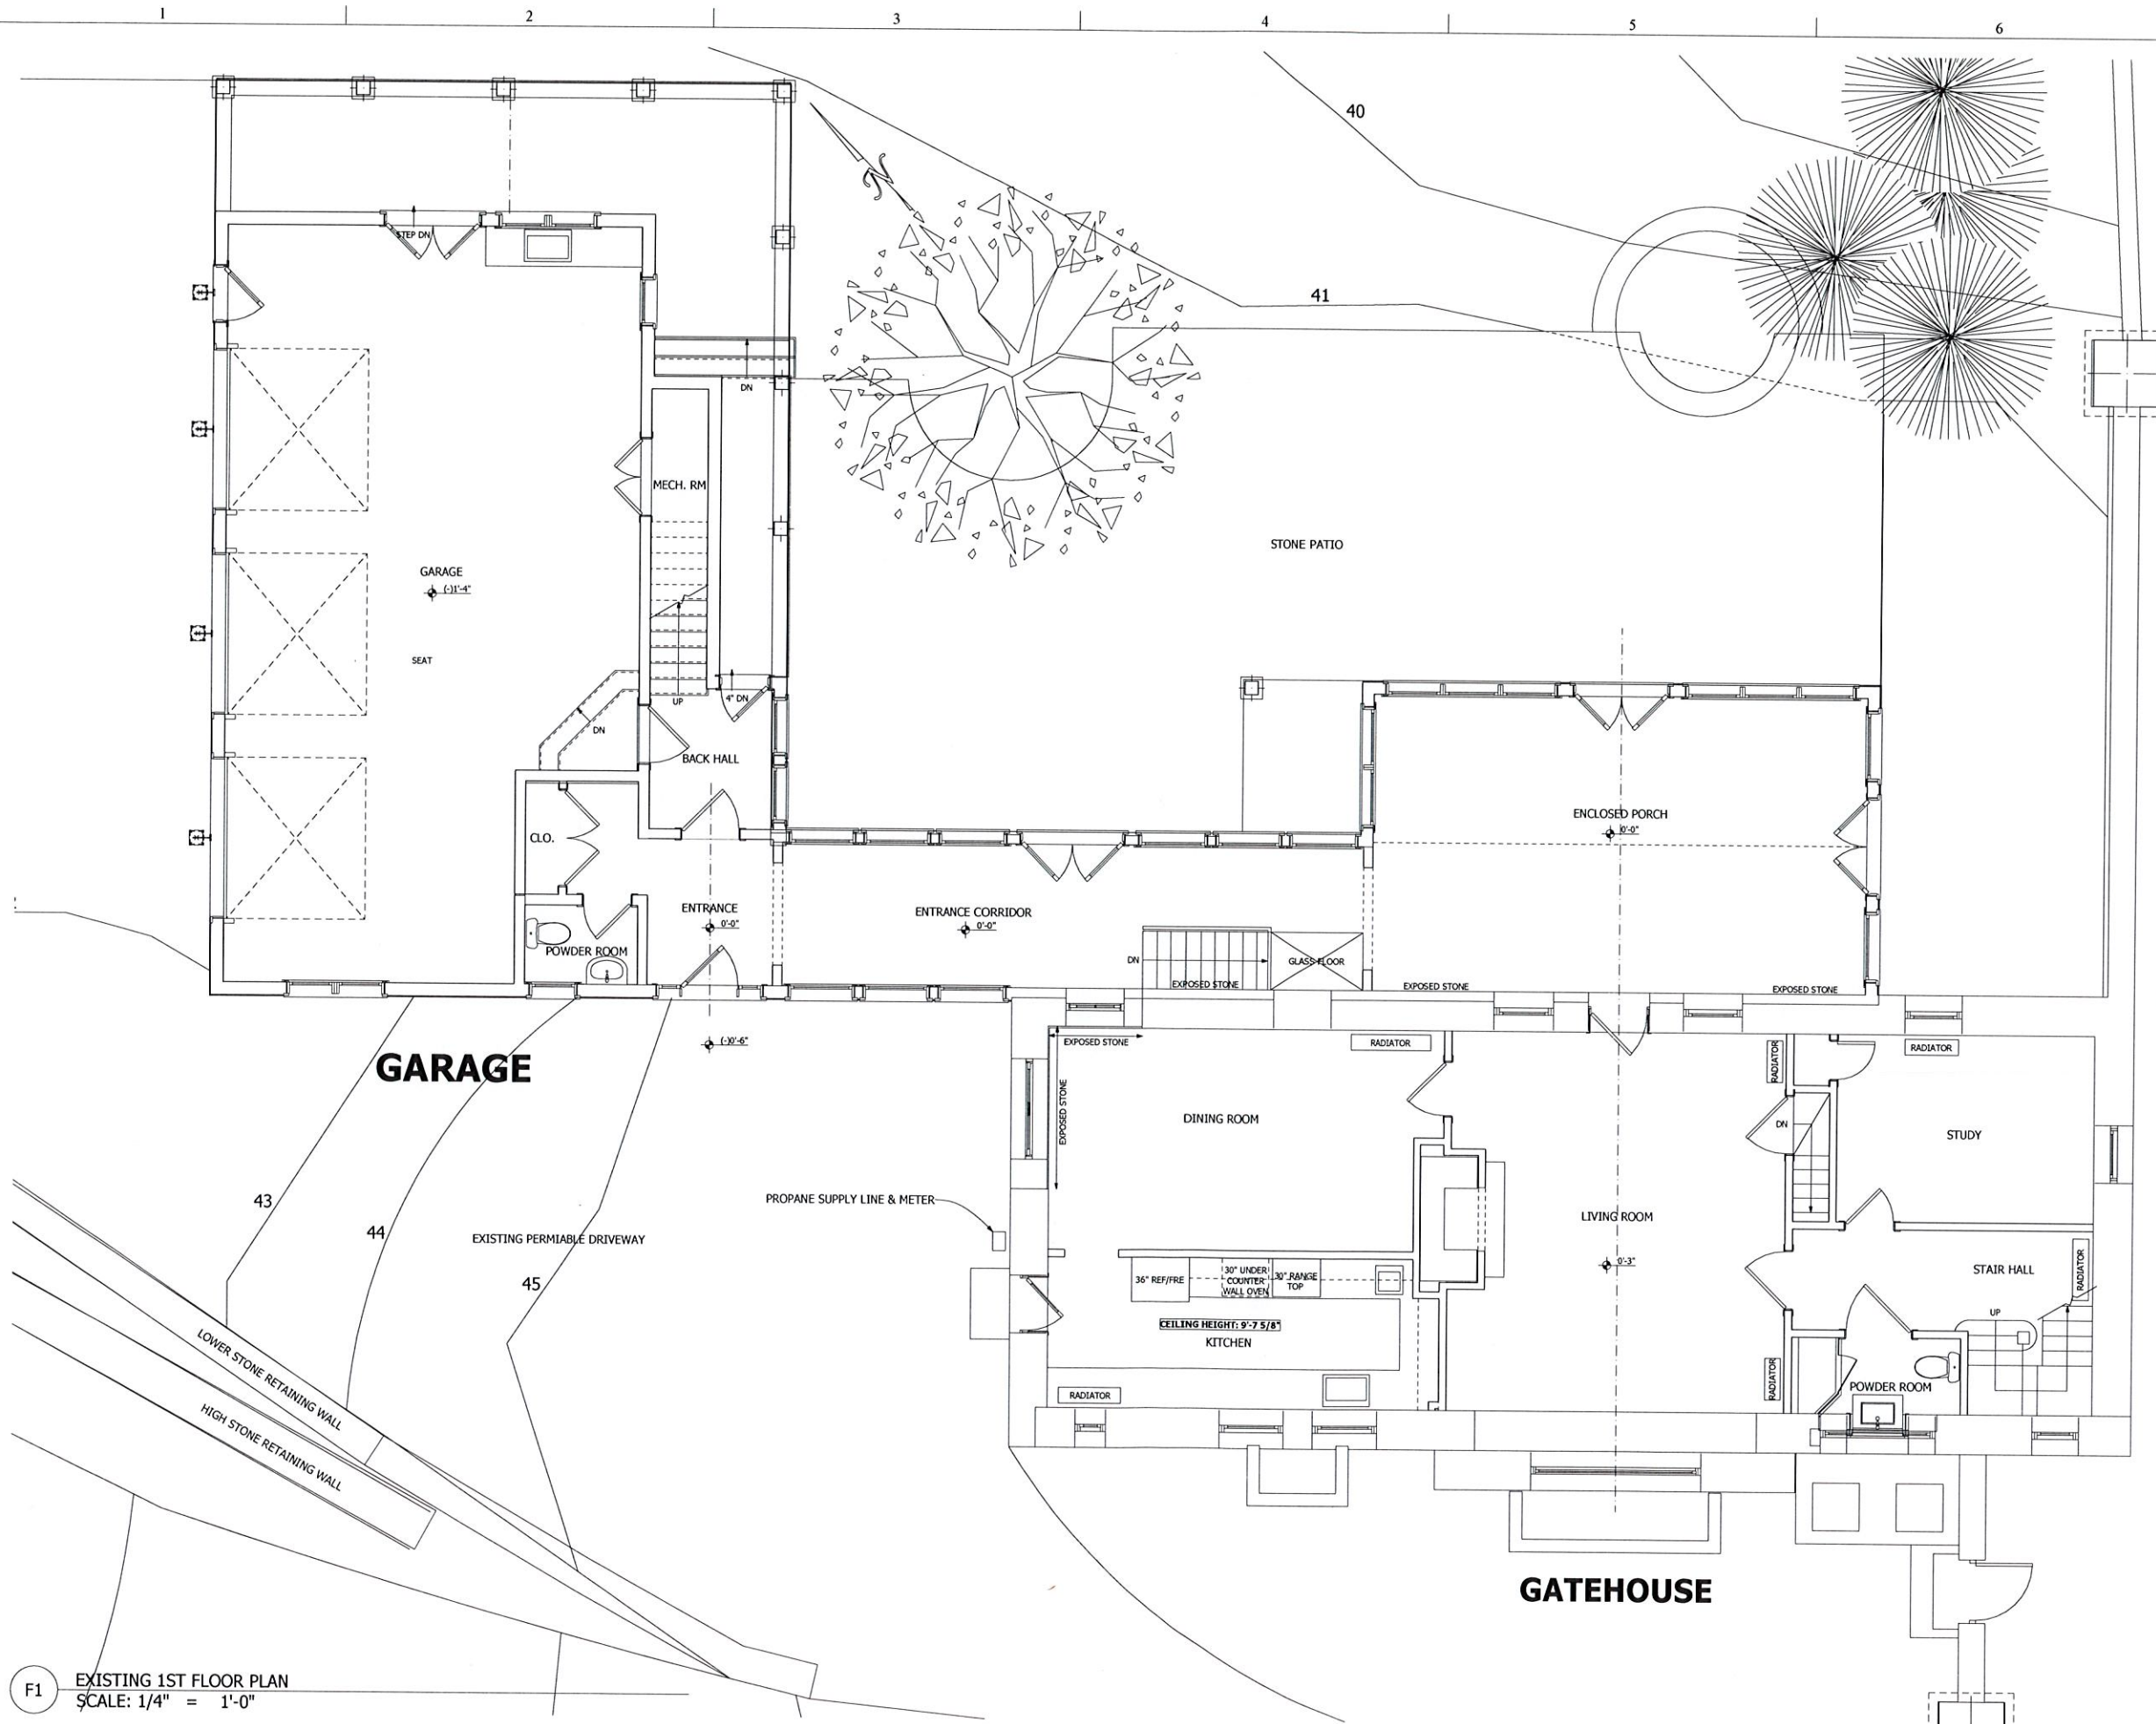 1
2
3
4
5
6
40
N
STEP DN
41
DN
MECH. RM
STONE PATIO
GARAGE
(-)1'-4"
SEAT
4" DN
UP
DN
BACK HALL
ENCLOSED PORCH
0'-0"
CLO.
ENTRANCE
0'-0"
ENTRANCE CORRIDOR
0'-0"
POWDER ROOM
DN
GLASS FLOOR
EXPOSED STONE
EXPOSED STONE
EXPOSED STONE
(-)0'-6"
EXPOSED STONE
RADIATOR
RADIATOR
RADIATOR
GARAGE
EXPOSED STONE
DINING ROOM
DN
STUDY
43
PROPANE SUPPLY LINE & METER
LIVING ROOM
0'-3"
44
EXISTING PERMIABLE DRIVEWAY
45
36" REF/FRE
30" UNDER
COUNTER
WALL OVEN
30" RANGE
TOP
STAIR HALL
RADIATOR
UP
CEILING HEIGHT: 9'-7 5/8"
KITCHEN
LOWER STONE RETAINING WALL
RADIATOR
RADIATOR
POWDER ROOM
HIGH STONE RETAINING WALL
GATEHOUSE
F1
EXISTING 1ST FLOOR PLAN
SCALE: 1/4" = 1'-0"